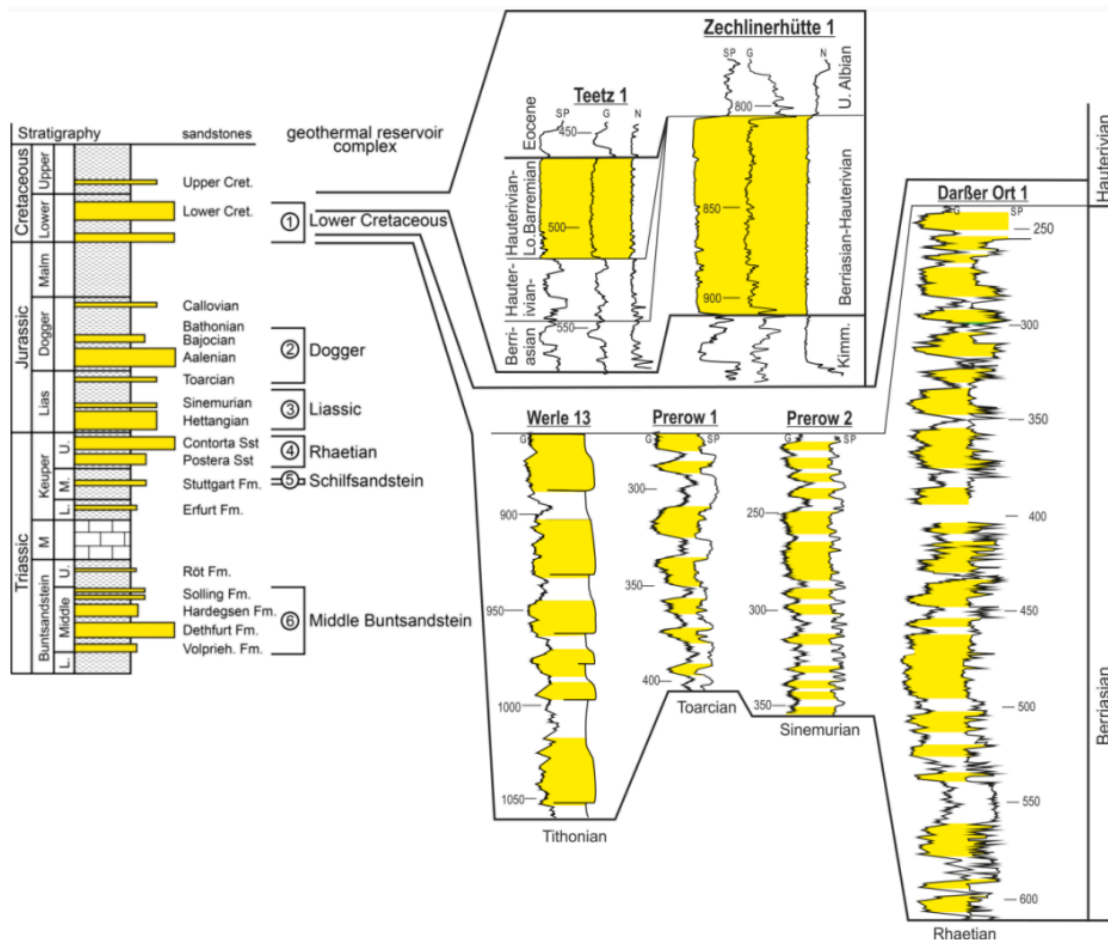 Stratigraphy
sandstones
geothermal reservoir
complex
Cretaceous
Upper
Lower
Jurassic
Malm
Dogger
Lias
Triassic
Keuper
U.
M.
L.
M
Buntsandstein
U.
Middle
L.
Upper Cret.
Lower Cret.
Callovian
Bathonian
Bajocian
Aalenian
Toarcian
Sinemurian
Hettangian
Contorta Sst
Postera Sst
Stuttgart Fm.
Erfurt Fm.
Röt Fm.
Solling Fm.
Hardegsen Fm.
Dethfurt Fm.
Volprieh. Fm.
① Lower Cretaceous
② Dogger
③ Liassic
④ Rhaetian
⑤ Schilfsandstein
⑥ Middle Buntsandstein
Teetz 1
SP G N
450
500
550
Eocene
Hauterivian-
Lo.Barremian
Hauter-
ivian-
Berri-
asian
Zechlinerhütte 1
SP G N
800
850
900
U. Albian
Berriasian-Hauterivian
Kimm.
Werle 13
G
900
950
1000
1050
Tithonian
Prerow 1
G SP
300
350
400
Toarcian
Prerow 2
G SP
250
300
350
Sinemurian
Darßer Ort 1
G SP
250
300
350
400
450
500
550
600
Rhaetian
Hauterivian
Berriasian